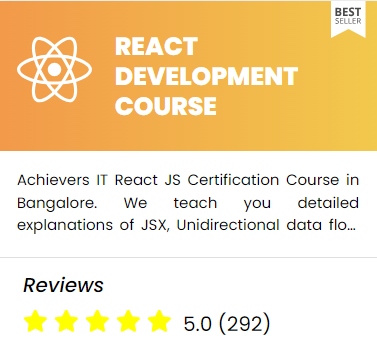 BEST
SELLER
REACT
DEVELOPMENT
COURSE
Achievers IT React JS Certification Course in
Bangalore. We teach you detailed
explanations of JSX, Unidirectional data flo...
Reviews
5.0 (292)